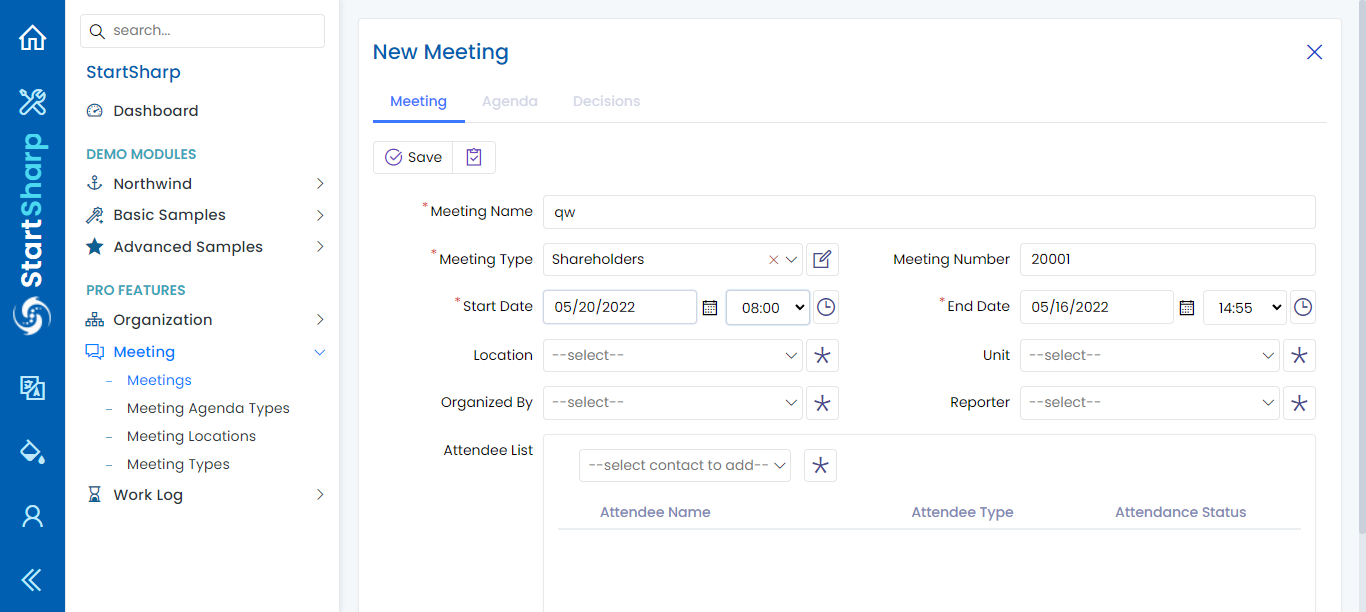 StartSharp
search...
StartSharp
Dashboard
DEMO MODULES
Northwind
Basic Samples
Advanced Samples
PRO FEATURES
Organization
Meeting
– Meetings
– Meeting Agenda Types
– Meeting Locations
– Meeting Types
Work Log
New Meeting
Meeting Agenda Decisions
Save
*Meeting Name qw
*Meeting Type Shareholders Meeting Number 20001
*Start Date 05/20/2022 08:00 *End Date 05/16/2022 14:55
Location --select-- Unit --select--
Organized By --select-- Reporter --select--
Attendee List
--select contact to add--
Attendee Name Attendee Type Attendance Status